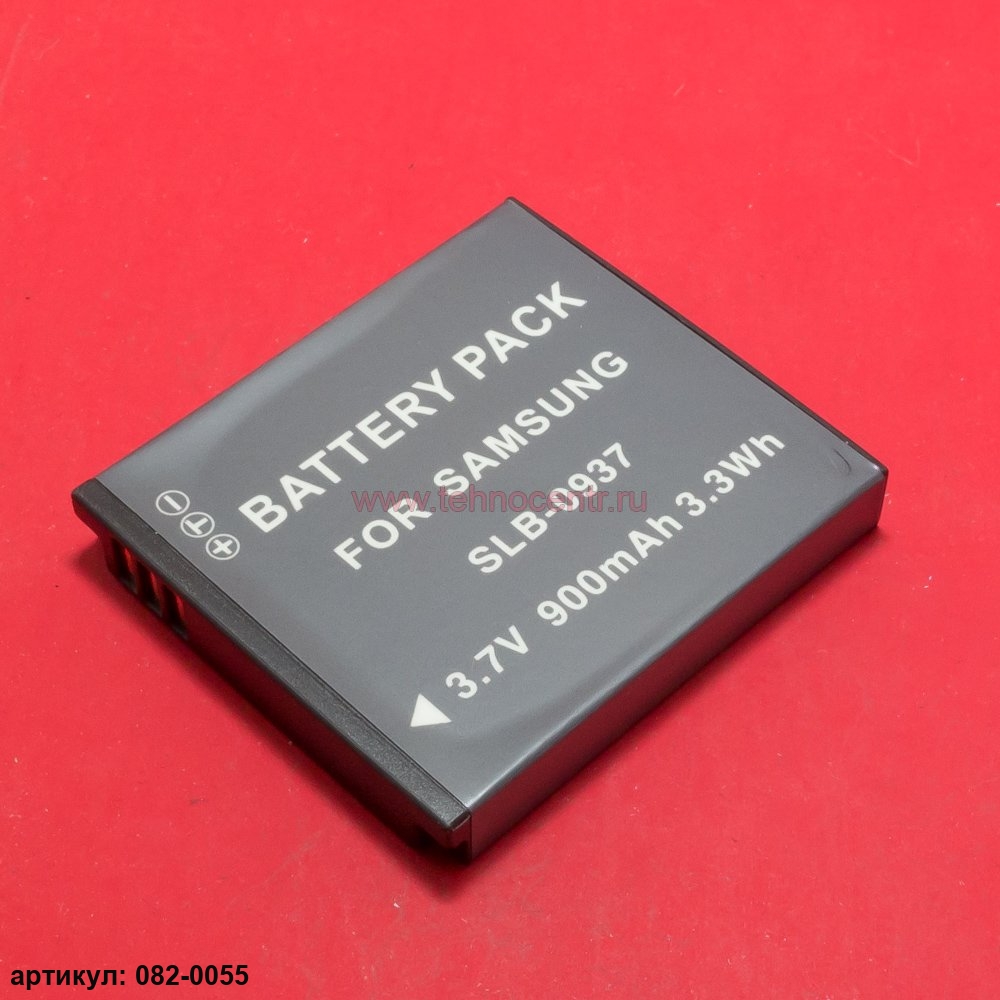 BATTERY PACK
FOR SAMSUNG
SLB-0937
3.7V 900mAh 3.3Wh
- T +
www.tehnocentr.ru
артикул: 082-0055